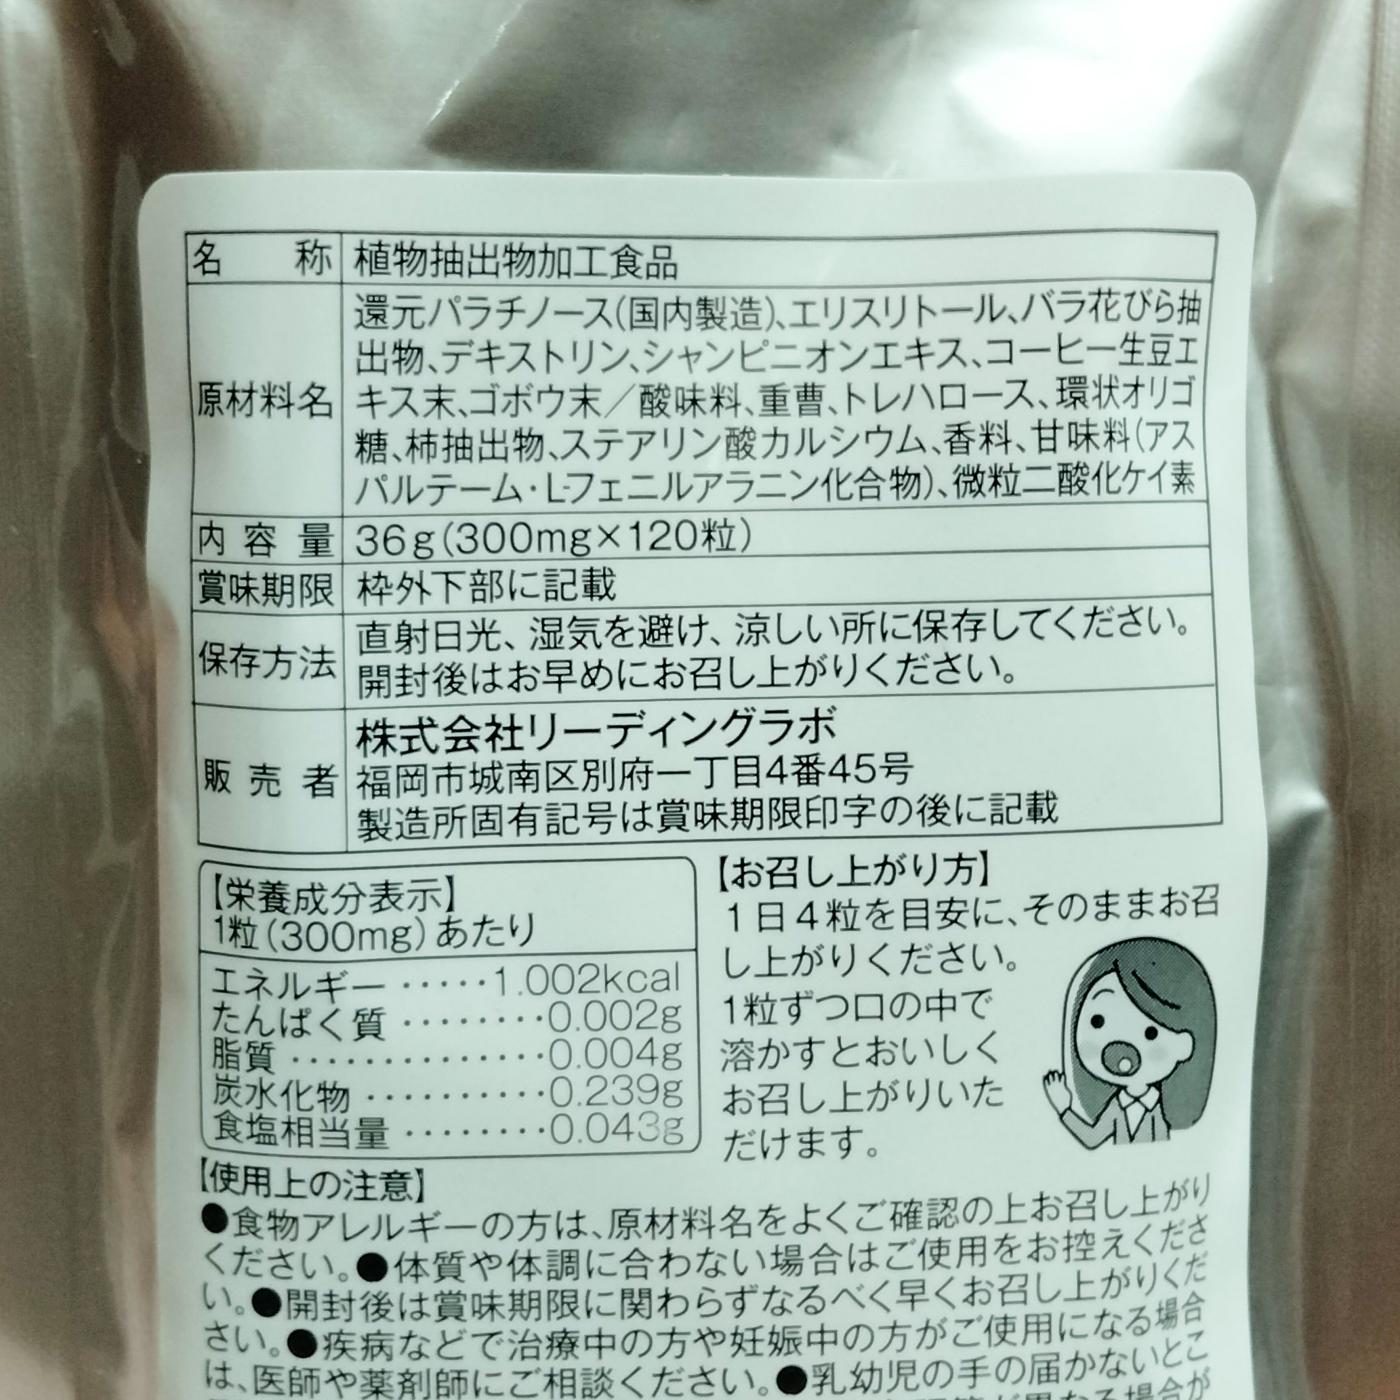 名称 植物抽出物加工食品
原材料名 還元パラチノース(国内製造)、エリスリトール、バラ花びら抽
出物、デキストリン、シャンピニオンエキス、コーヒー生豆エ
キス末、ゴボウ末／酸味料、重曹、トレハロース、環状オリゴ
糖、柿抽出物、ステアリン酸カルシウム、香料、甘味料(アス
パルテーム・L-フェニルアラニン化合物)、微粒二酸化ケイ素
内容量 36g(300mg×120粒)
賞味期限 枠外下部に記載
保存方法 直射日光、湿気を避け、涼しい所に保存してください。
開封後はお早めにお召し上がりください。
販売者 株式会社リーディングラボ
福岡市城南区別府一丁目4番45号
製造所固有記号は賞味期限印字の後に記載
【栄養成分表示】
1粒(300mg)あたり
エネルギー・・・・・1.002kcal
たんぱく質・・・・・・・・0.002g
脂質・・・・・・・・・・・・・・0.004g
炭水化物・・・・・・・・・・0.239g
食塩相当量・・・・・・・・0.043g
【お召し上がり方】
1日4粒を目安に、そのままお召
し上がりください。
1粒ずつ口の中で
溶かすとおいしく
お召し上がりいた
だけます。
【使用上の注意】
●食物アレルギーの方は、原材料名をよくご確認の上お召し上がり
ください。●体質や体調に合わない場合はご使用をお控えくださ
い。●開封後は賞味期限に関わらずなるべく早くお召し上がりくだ
さい。●疾病などで治療中の方や妊娠中の方がご使用になる場合
は、医師や薬剤師にご相談ください。●乳幼児の手の届かないとこ